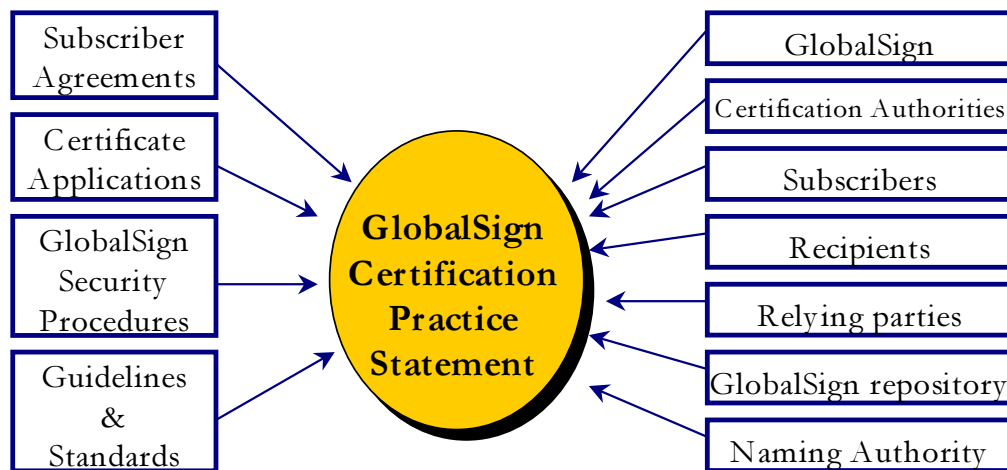 Subscriber
Agreements
Certificate
Applications
GlobalSign
Security
Procedures
Guidelines
&
Standards
GlobalSign
Certification
Practice
Statement
GlobalSign
Certification Authorities
Subscribers
Recipients
Relying parties
GlobalSign repository
Naming Authority